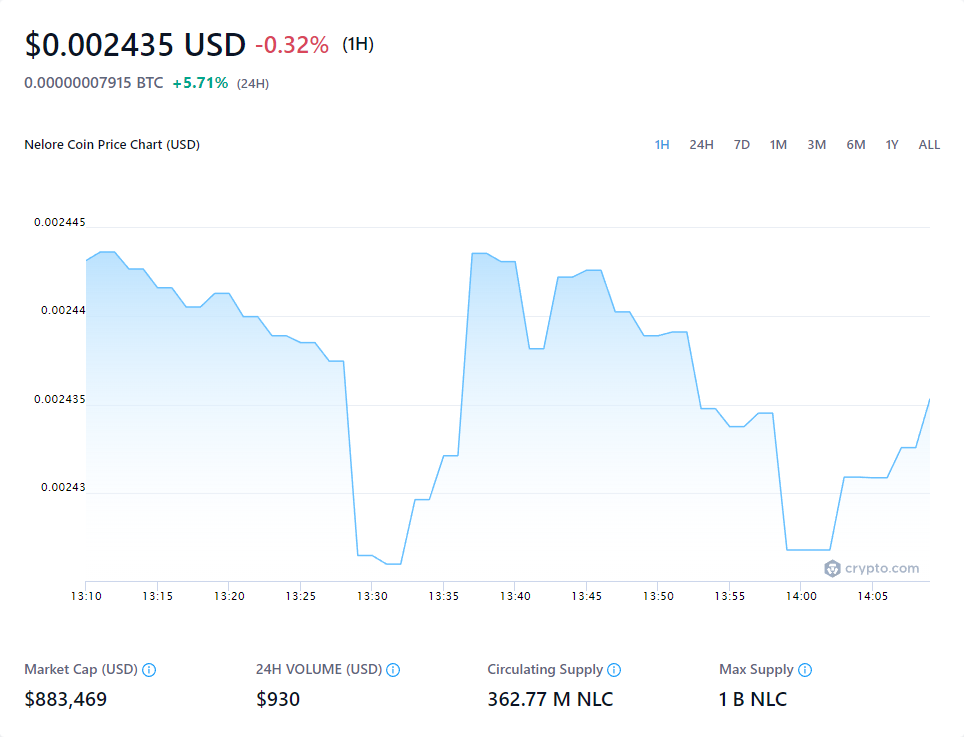 $0.002435 USD -0.32% (1H)
0.00000007915 BTC +5.71% (24H)
Nelore Coin Price Chart (USD) 1H 24H 7D 1M 3M 6M 1Y ALL
0.002445
0.00244
0.002435
0.00243
crypto.com
13:10 13:15 13:20 13:25 13:30 13:35 13:40 13:45 13:50 13:55 14:00 14:05
Market Cap (USD) 24H VOLUME (USD) Circulating Supply Max Supply
$883,469 $930 362.77 M NLC 1 B NLC